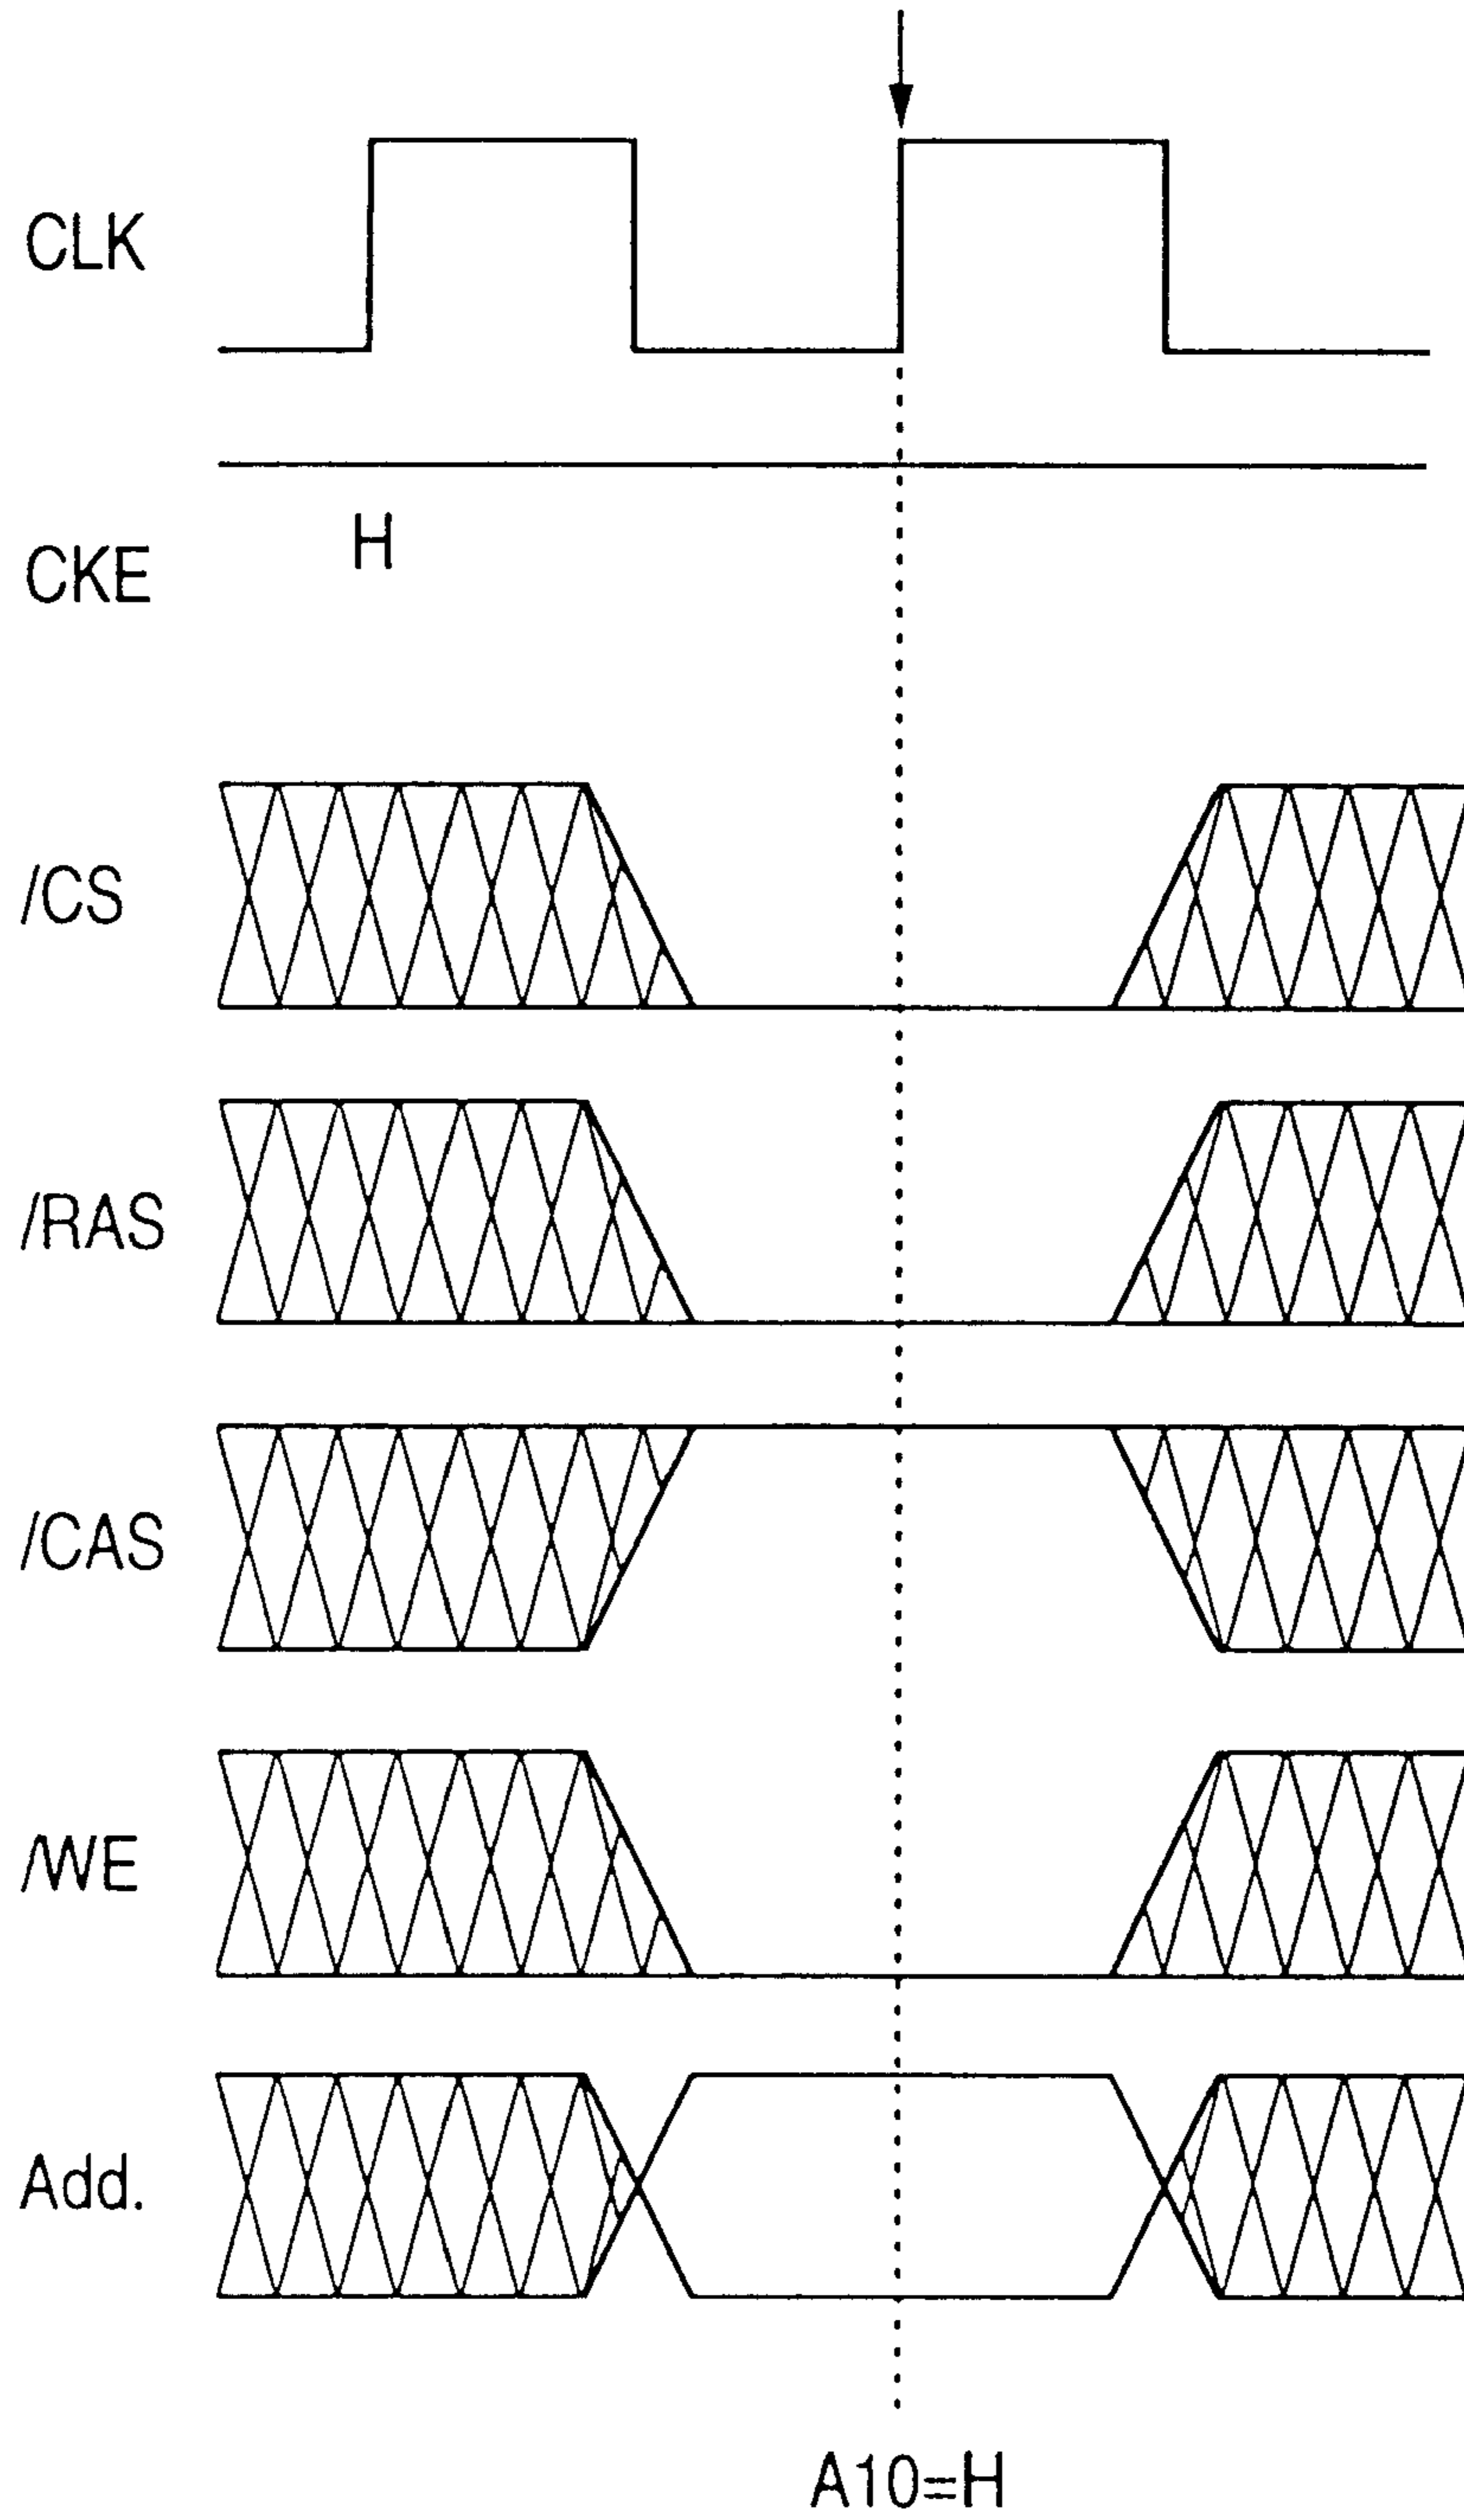 CLK
H
CKE
/CS
/RAS
/CAS
/WE
Add.
A10=H